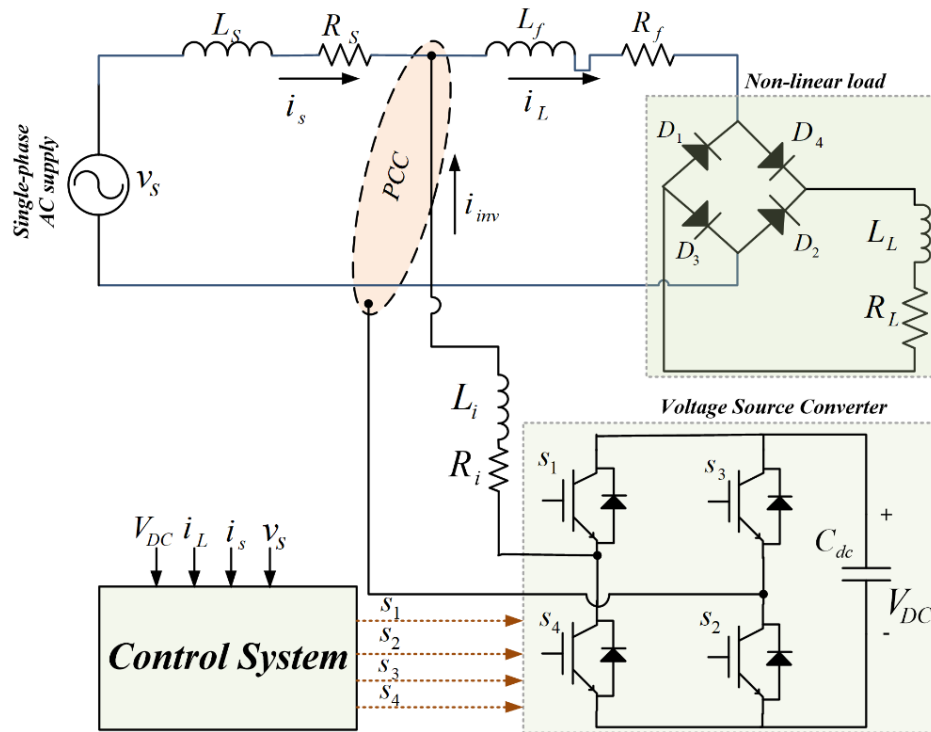 L_S
R_S
L_f
R_f
i_s
i_L
Non-linear load
D_1
D_4
D_3
D_2
L_L
R_L
Single-phase
AC supply
v_s
PCC
i_inv
L_i
R_i
Voltage Source Converter
s_1
s_3
s_4
s_2
C_dc
+
V_DC
-
V_DC i_L i_s v_s
Control System
s_1
s_2
s_3
s_4